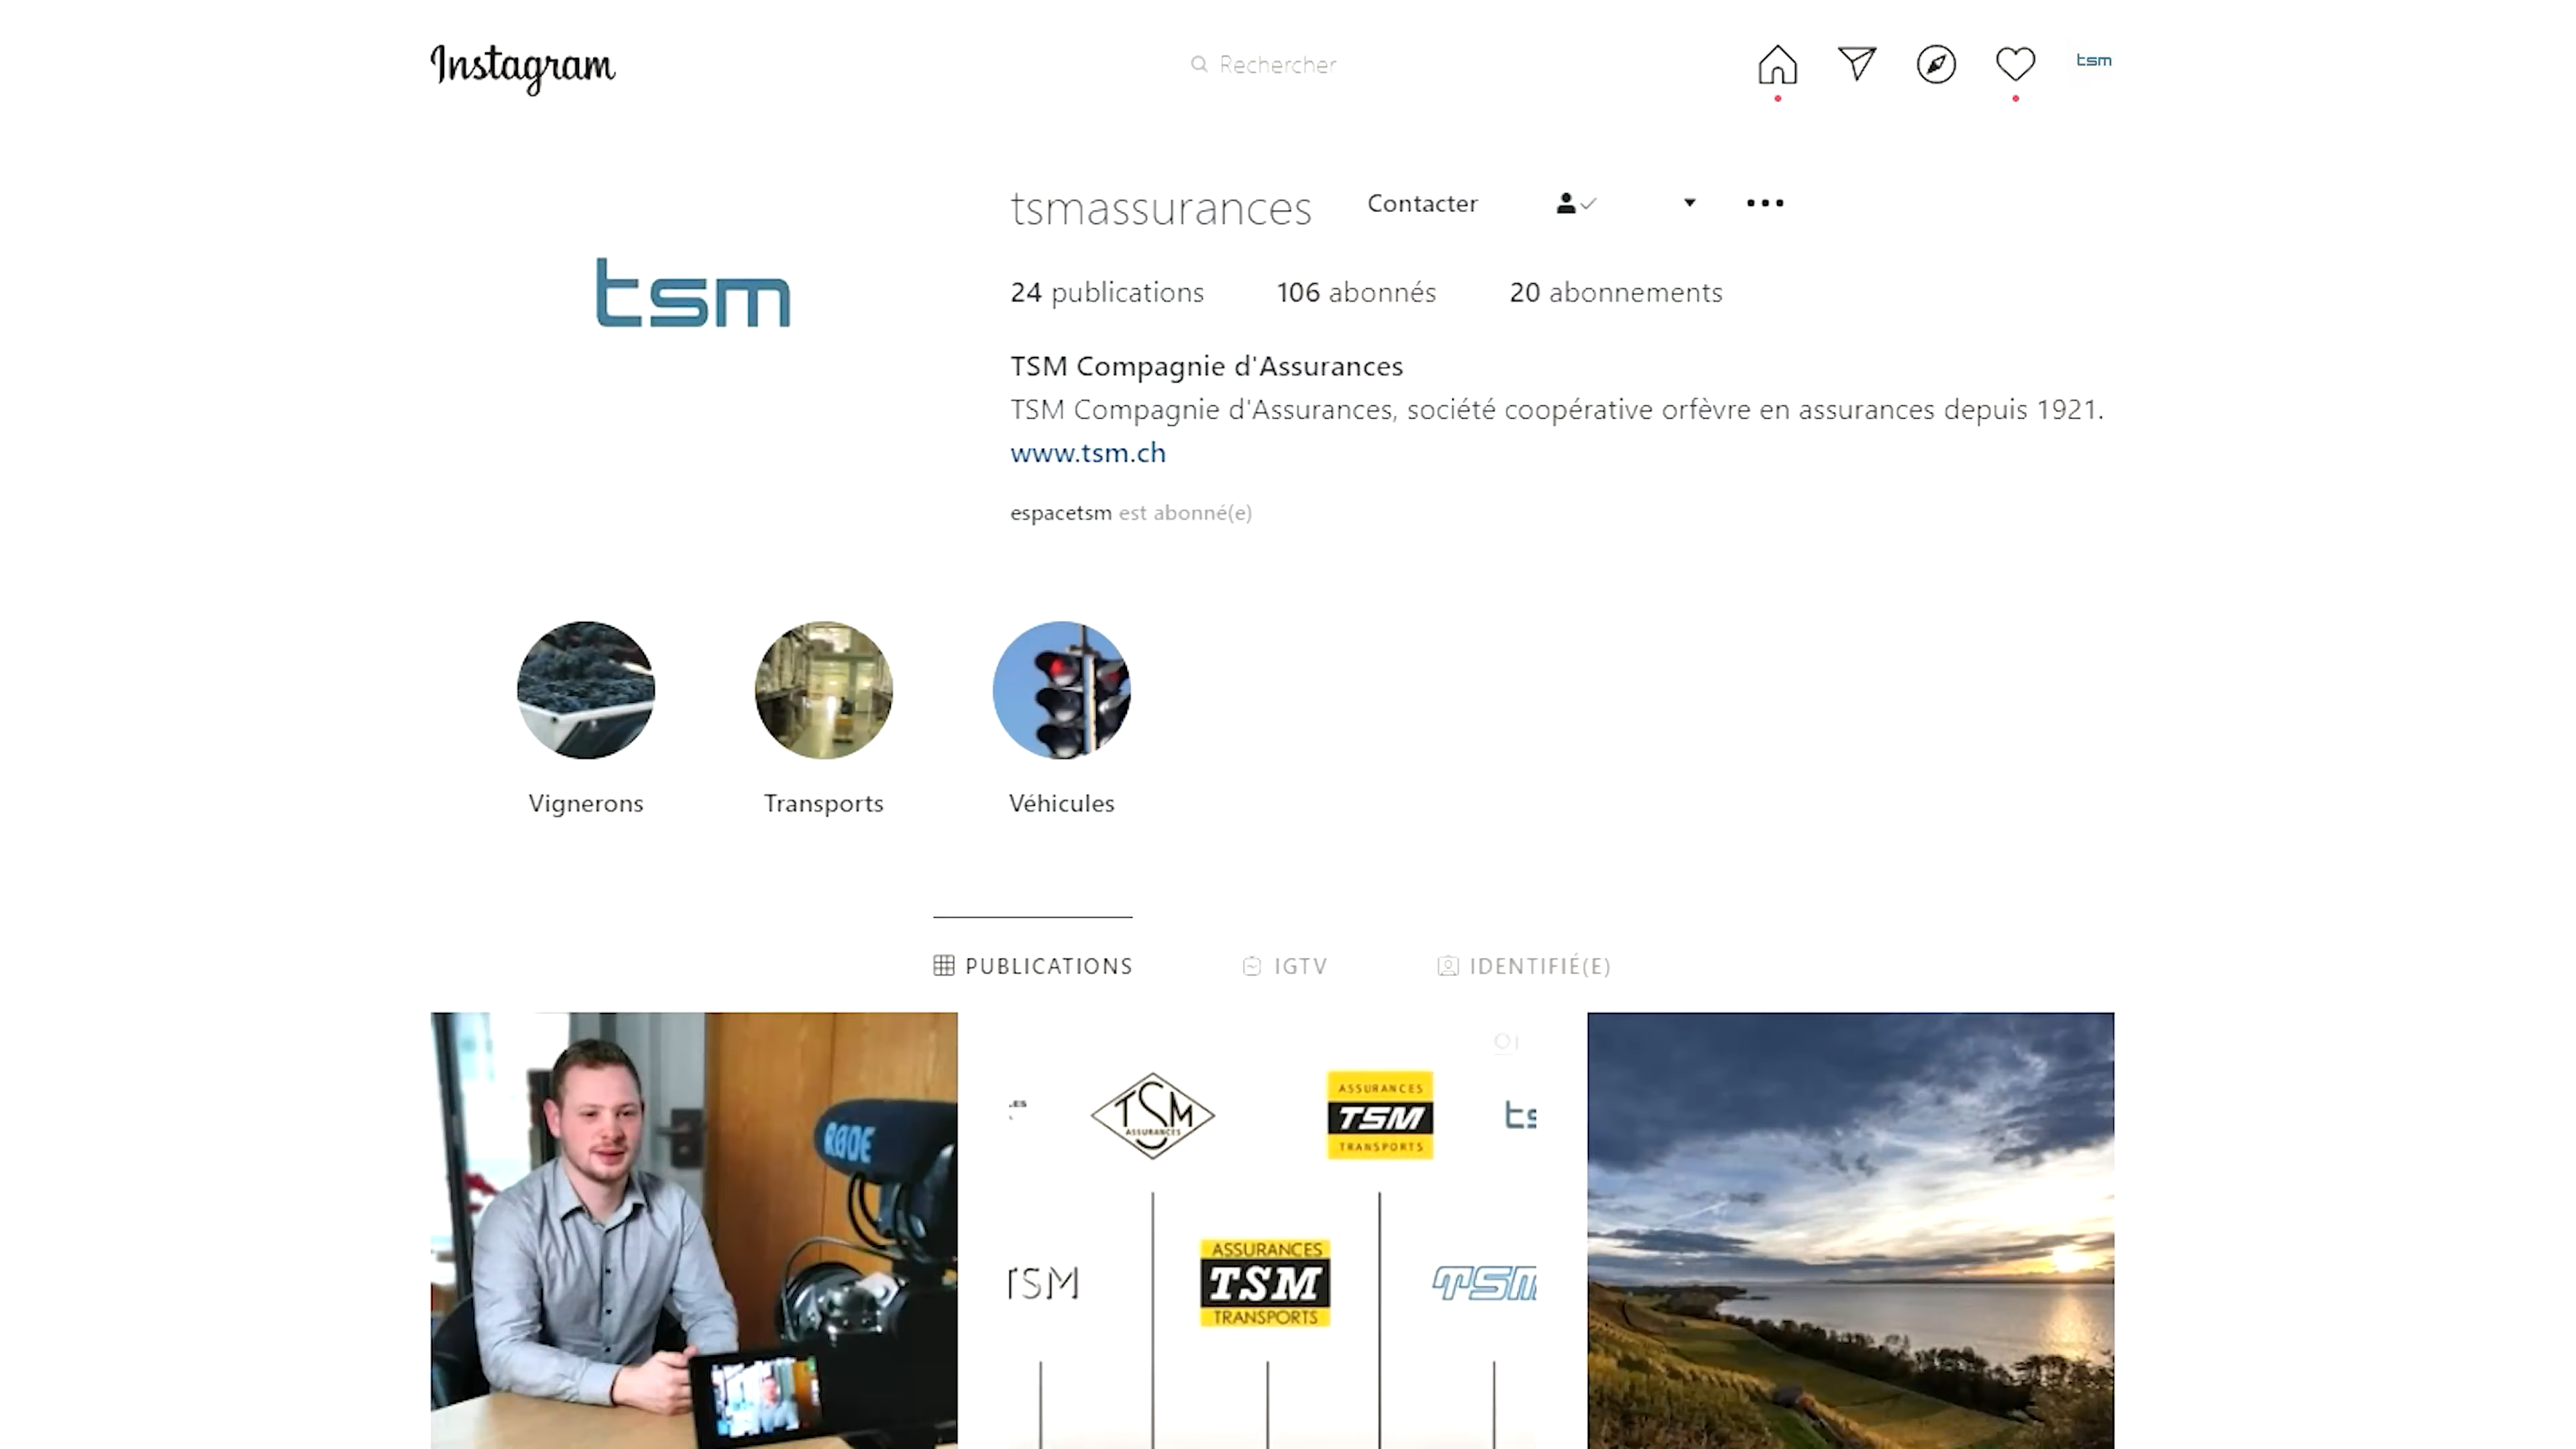 Instagram
Rechercher
tsm
tsmassurances
Contacter
tsm
24 publications
106 abonnés
20 abonnements
TSM Compagnie d'Assurances
TSM Compagnie d'Assurances, société coopérative orfèvre en assurances depuis 1921.
www.tsm.ch
espacetsm est abonné(e)
Vignerons
Transports
Véhicules
PUBLICATIONS
IGTV
IDENTIFIÉ(E)
RØDE
TSM
ASSURANCES
ASSURANCES
TSM
TRANSPORTS
TSM
ASSURANCES
TSM
TRANSPORTS
TSM